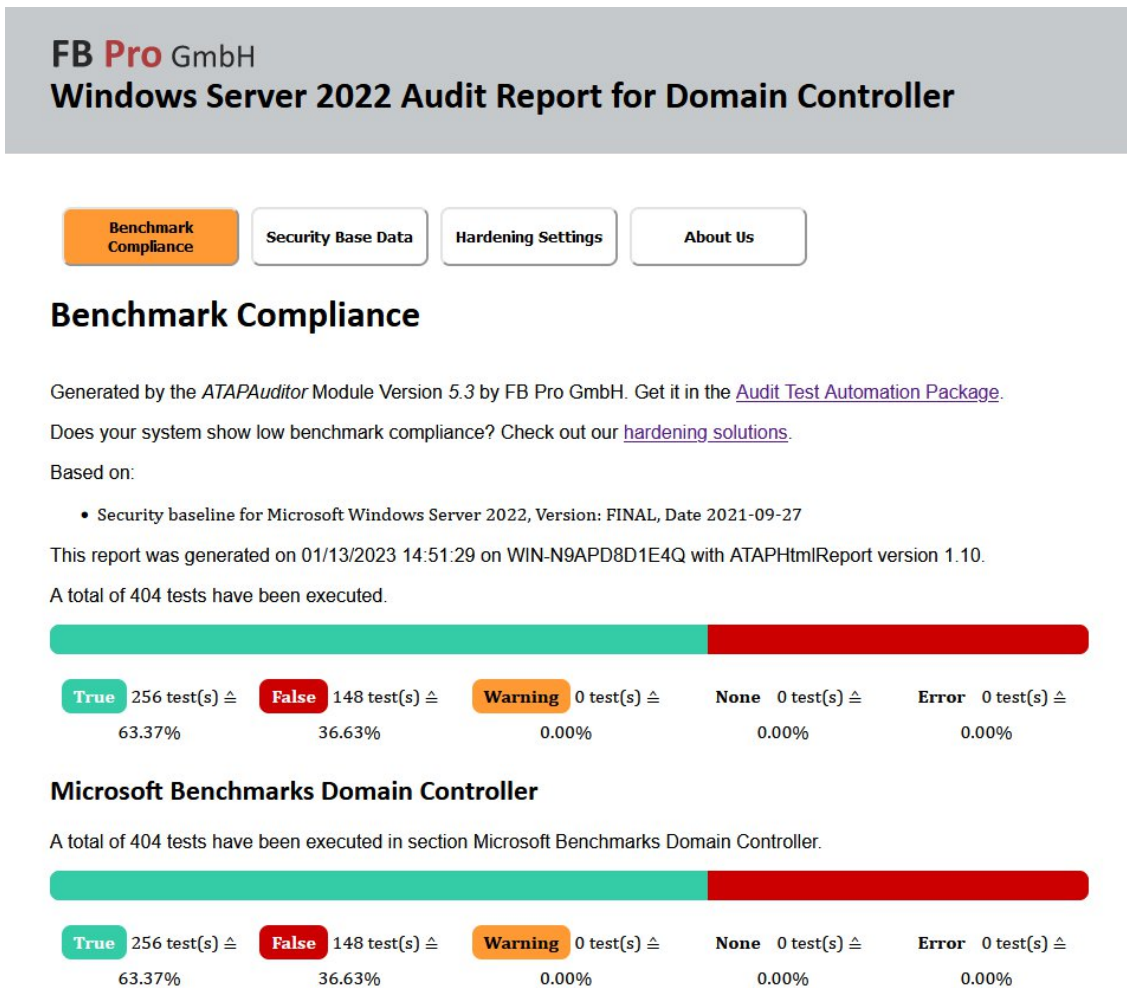 FB Pro GmbH
Windows Server 2022 Audit Report for Domain Controller
Benchmark
Compliance
Security Base Data
Hardening Settings
About Us
Benchmark Compliance
Generated by the ATAPAuditor Module Version 5.3 by FB Pro GmbH. Get it in the Audit Test Automation Package.
Does your system show low benchmark compliance? Check out our hardening solutions.
Based on:
• Security baseline for Microsoft Windows Server 2022, Version: FINAL, Date 2021-09-27
This report was generated on 01/13/2023 14:51:29 on WIN-N9APD8D1E4Q with ATAPHtmlReport version 1.10.
A total of 404 tests have been executed.
True 256 test(s) ≙ False 148 test(s) ≙ Warning 0 test(s) ≙ None 0 test(s) ≙ Error 0 test(s) ≙
63.37% 36.63% 0.00% 0.00% 0.00%
Microsoft Benchmarks Domain Controller
A total of 404 tests have been executed in section Microsoft Benchmarks Domain Controller.
True 256 test(s) ≙ False 148 test(s) ≙ Warning 0 test(s) ≙ None 0 test(s) ≙ Error 0 test(s) ≙
63.37% 36.63% 0.00% 0.00% 0.00%